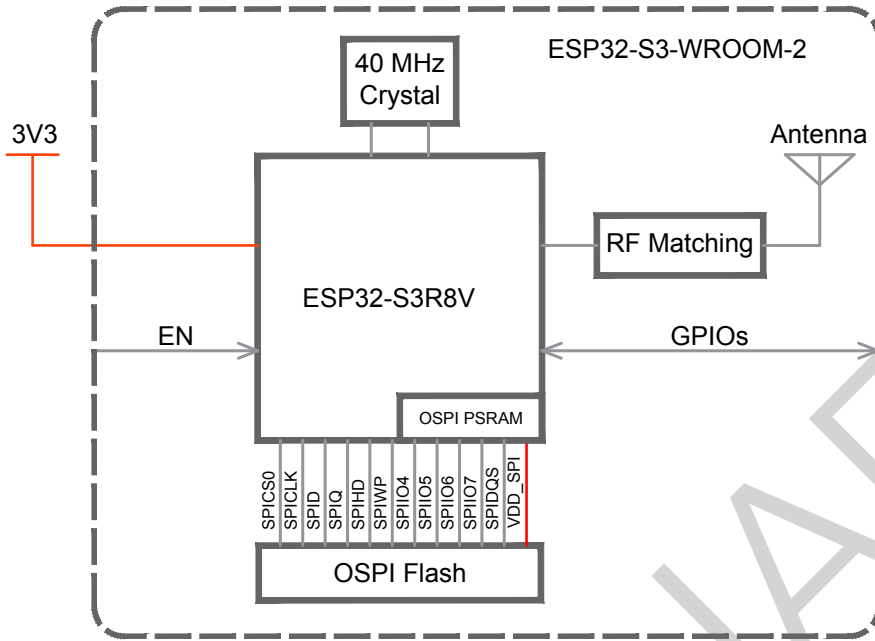 ESP32-S3-WROOM-2
40 MHz
Crystal
3V3
Antenna
RF Matching
ESP32-S3R8V
EN
GPIOs
OSPI PSRAM
SPICS0
SPICLK
SPID
SPIQ
SPIHD
SPIWP
SPIIO4
SPIIO5
SPIIO6
SPIIO7
SPIDQS
VDD_SPI
OSPI Flash